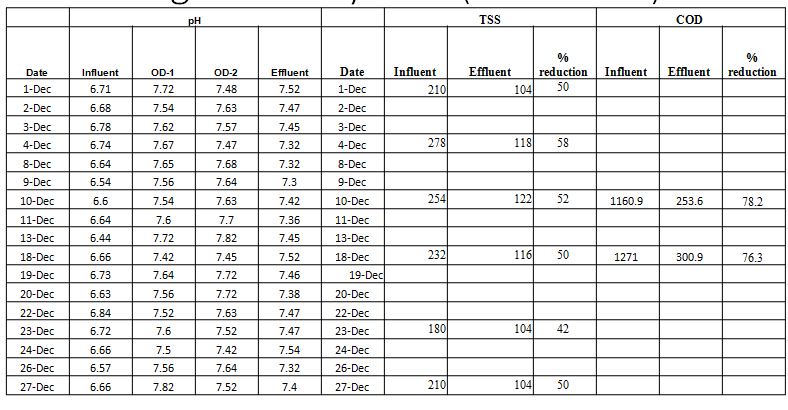 pH TSS COD
Date Influent OD-1 OD-2 Effluent Date Influent Effluent % reduction Influent Effluent % reduction
1-Dec 6.71 7.72 7.48 7.52 1-Dec 210 104 50
2-Dec 6.68 7.54 7.63 7.47 2-Dec
3-Dec 6.78 7.62 7.57 7.45 3-Dec
4-Dec 6.74 7.67 7.47 7.32 4-Dec 278 118 58
8-Dec 6.64 7.65 7.68 7.32 8-Dec
9-Dec 6.54 7.56 7.64 7.3 9-Dec
10-Dec 6.6 7.54 7.63 7.42 10-Dec 254 122 52 1160.9 253.6 78.2
11-Dec 6.64 7.6 7.7 7.36 11-Dec
13-Dec 6.44 7.72 7.82 7.45 13-Dec
18-Dec 6.66 7.42 7.45 7.52 18-Dec 232 116 50 1271 300.9 76.3
19-Dec 6.73 7.64 7.72 7.46 19-Dec
20-Dec 6.63 7.56 7.72 7.38 20-Dec
22-Dec 6.84 7.52 7.63 7.47 22-Dec
23-Dec 6.72 7.6 7.52 7.47 23-Dec 180 104 42
24-Dec 6.66 7.5 7.42 7.54 24-Dec
26-Dec 6.57 7.56 7.64 7.32 26-Dec
27-Dec 6.66 7.82 7.52 7.4 27-Dec 210 104 50